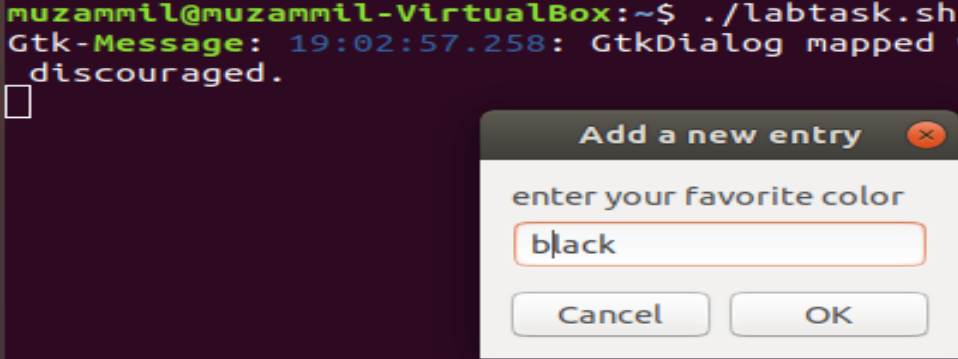 muzammil@muzammil-VirtualBox:~$ ./labtask.sh
Gtk-Message: 19:02:57.258: GtkDialog mapped
discouraged.
Add a new entry
enter your favorite color
black
Cancel OK